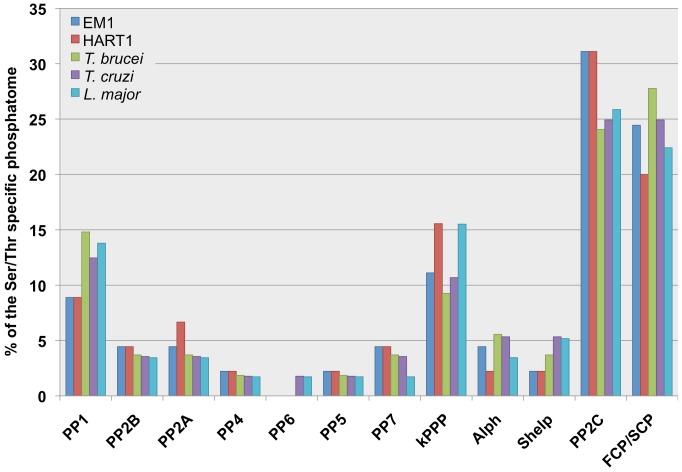 % of the Ser/Thr specific phosphatome
35
30
25
20
15
10
5
0
EM1
HART1
T. brucei
T. cruzi
L. major
PP1
PP2B
PP2A
PP4
PP6
PP5
PP7
kPPP
Alph
Shelp
PP2C
FCP/SCP